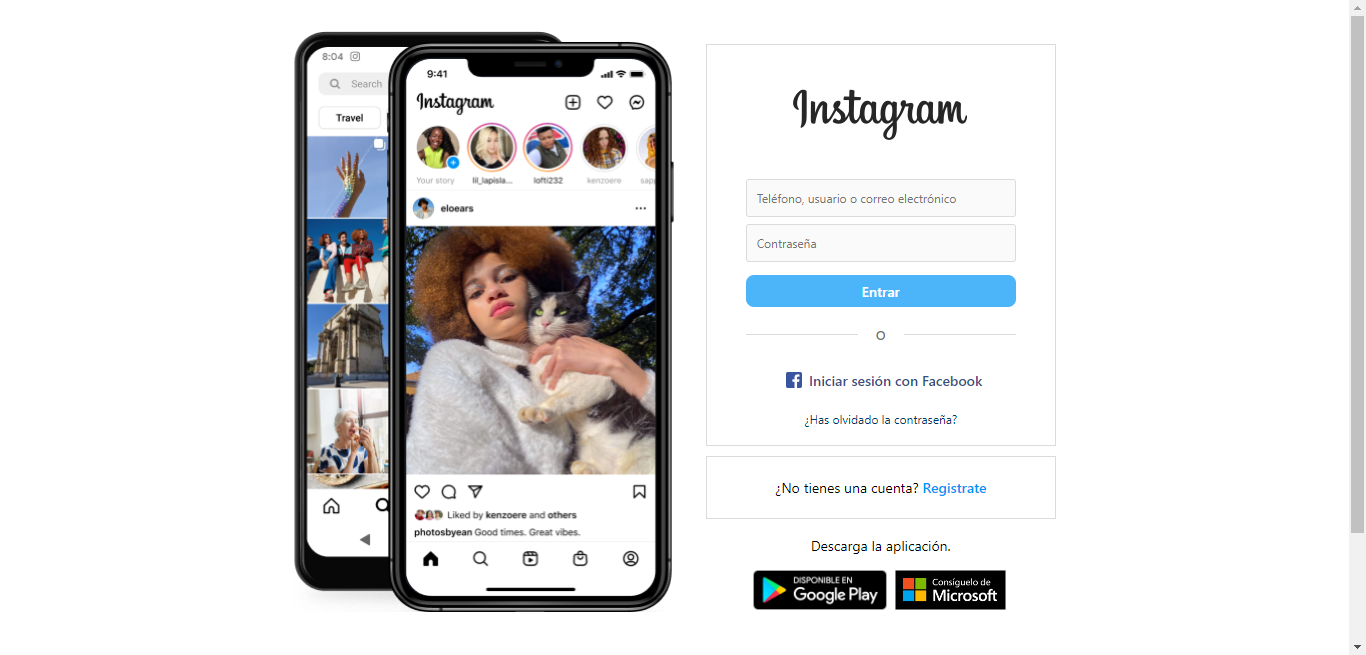 8:04
Search
Travel
9:41
Instagram
Your story
lil_lapisla...
lofti232
kenzoere
sap
eloears
Liked by kenzoere and others
photosbyean Good times. Great vibes.
Instagram
Teléfono, usuario o correo electrónico
Contraseña
Entrar
O
Iniciar sesión con Facebook
¿Has olvidado la contraseña?
¿No tienes una cuenta? Registrate
Descarga la aplicación.
DISPONIBLE EN
Google Play
Consíguelo de
Microsoft